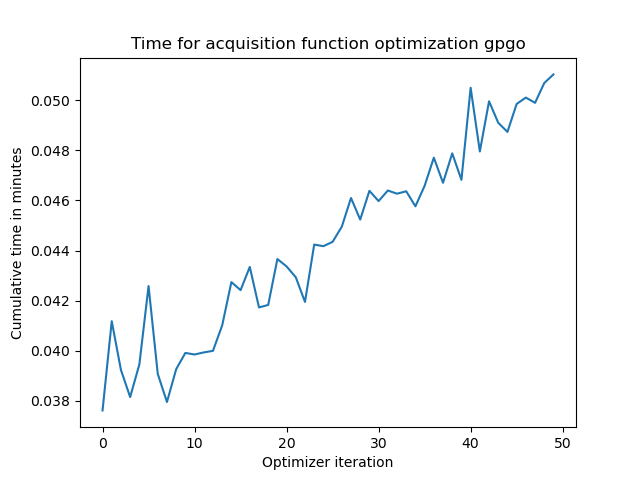 Time for acquisition function optimization gpgo
0.050
0.048
0.046
0.044
0.042
0.040
0.038
Cumulative time in minutes
0 10 20 30 40 50
Optimizer iteration